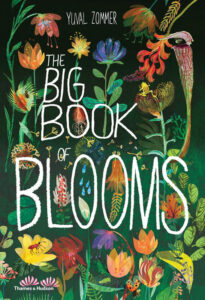 YUVAL ZOMMER
THE
BIG
BOOK
OF
BLOOMS
Thames & Hudson